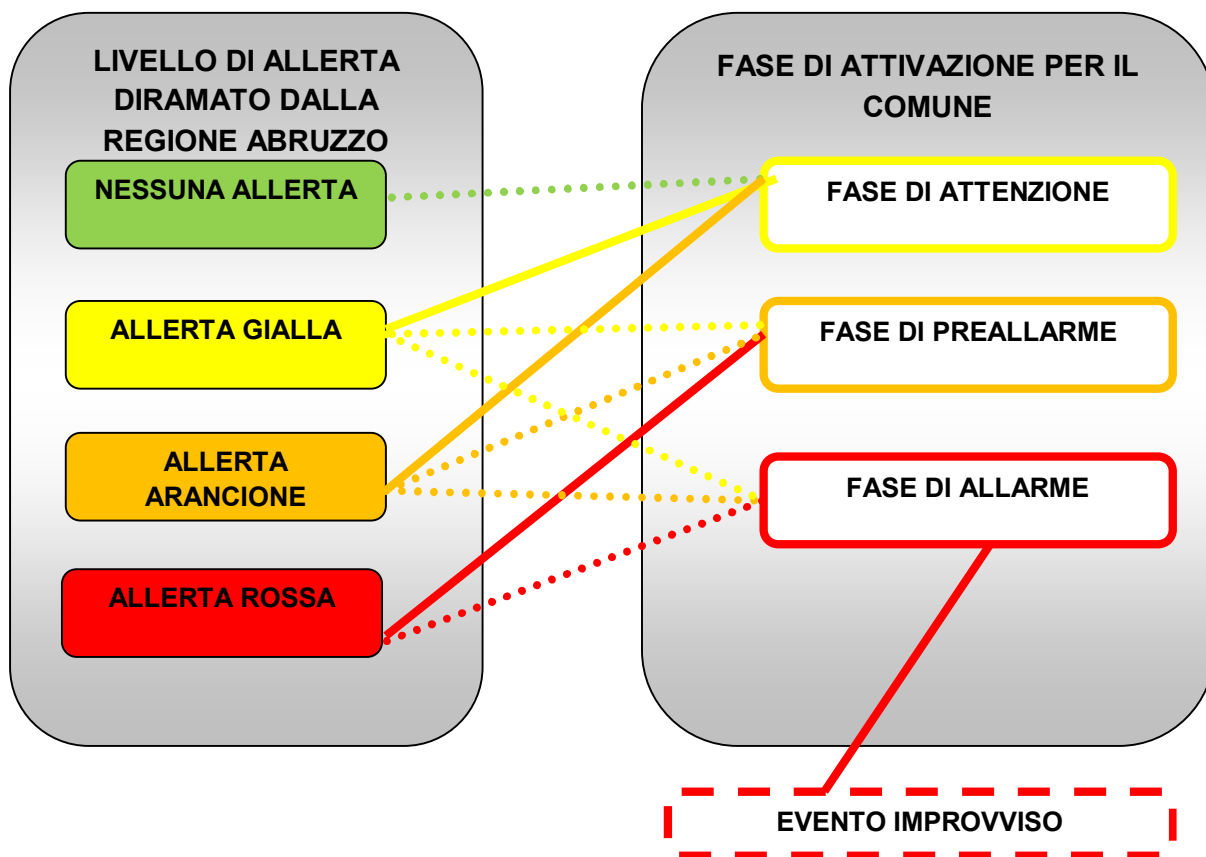 LIVELLO DI ALLERTA
DIRAMATO DALLA
REGIONE ABRUZZO
NESSUNA ALLERTA
ALLERTA GIALLA
ALLERTA
ARANCIONE
ALLERTA ROSSA
FASE DI ATTIVAZIONE PER IL
COMUNE
FASE DI ATTENZIONE
FASE DI PREALLARME
FASE DI ALLARME
EVENTO IMPROVVISO